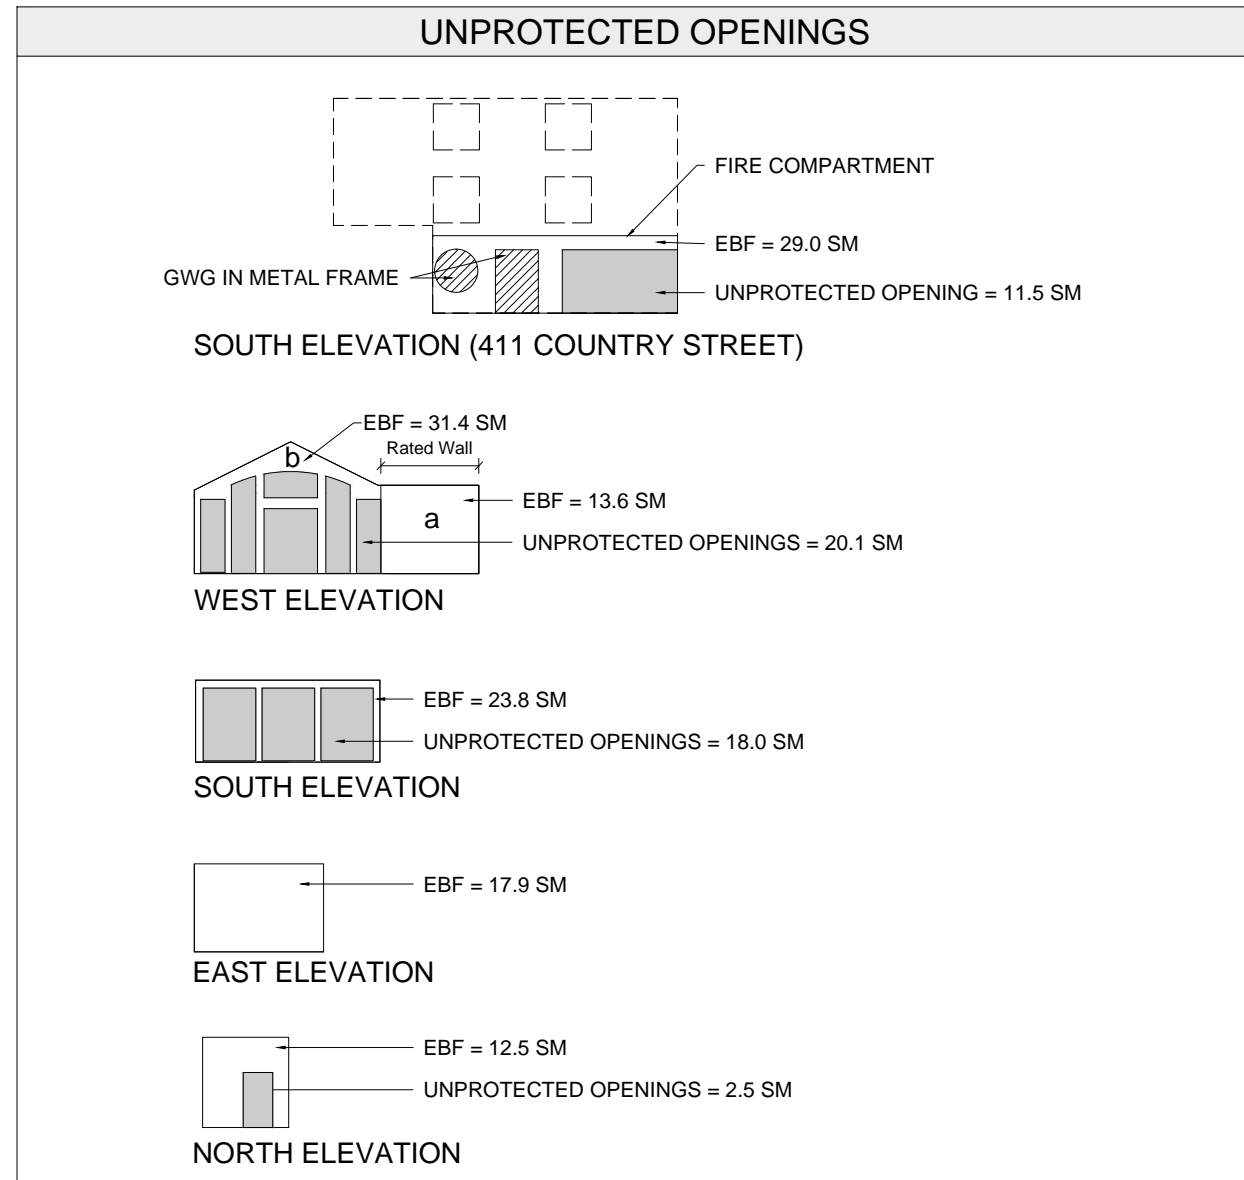 UNPROTECTED OPENINGS
FIRE COMPARTMENT
EBF = 29.0 SM
GWG IN METAL FRAME
UNPROTECTED OPENING = 11.5 SM
SOUTH ELEVATION (411 COUNTRY STREET)
EBF = 31.4 SM
Rated Wall
b
EBF = 13.6 SM
a
UNPROTECTED OPENINGS = 20.1 SM
WEST ELEVATION
EBF = 23.8 SM
UNPROTECTED OPENINGS = 18.0 SM
SOUTH ELEVATION
EBF = 17.9 SM
EAST ELEVATION
EBF = 12.5 SM
UNPROTECTED OPENINGS = 2.5 SM
NORTH ELEVATION